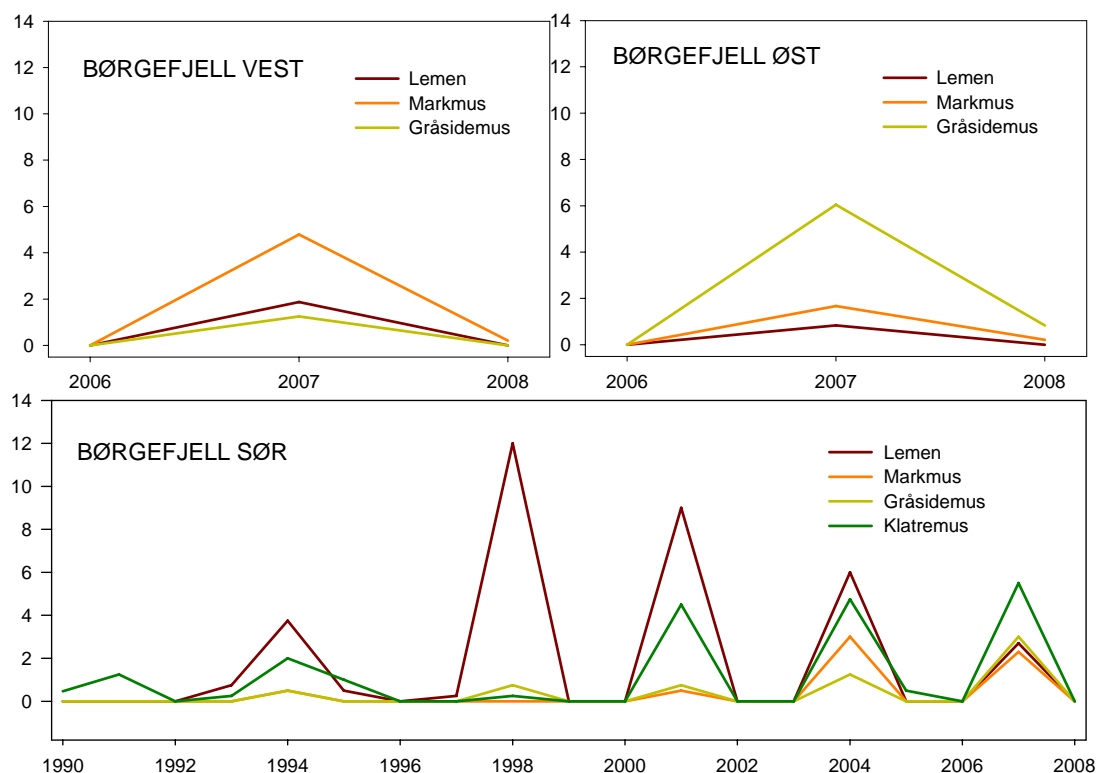 14
12
10
8
6
4
2
0
BØRGEFJELL VEST
Lemen
Markmus
Gråsidemus
2006 2007 2008
14
12
10
8
6
4
2
0
BØRGEFJELL ØST
Lemen
Markmus
Gråsidemus
2006 2007 2008
14
12
10
8
6
4
2
0
BØRGEFJELL SØR
Lemen
Markmus
Gråsidemus
Klatremus
1990 1992 1994 1996 1998 2000 2002 2004 2006 2008